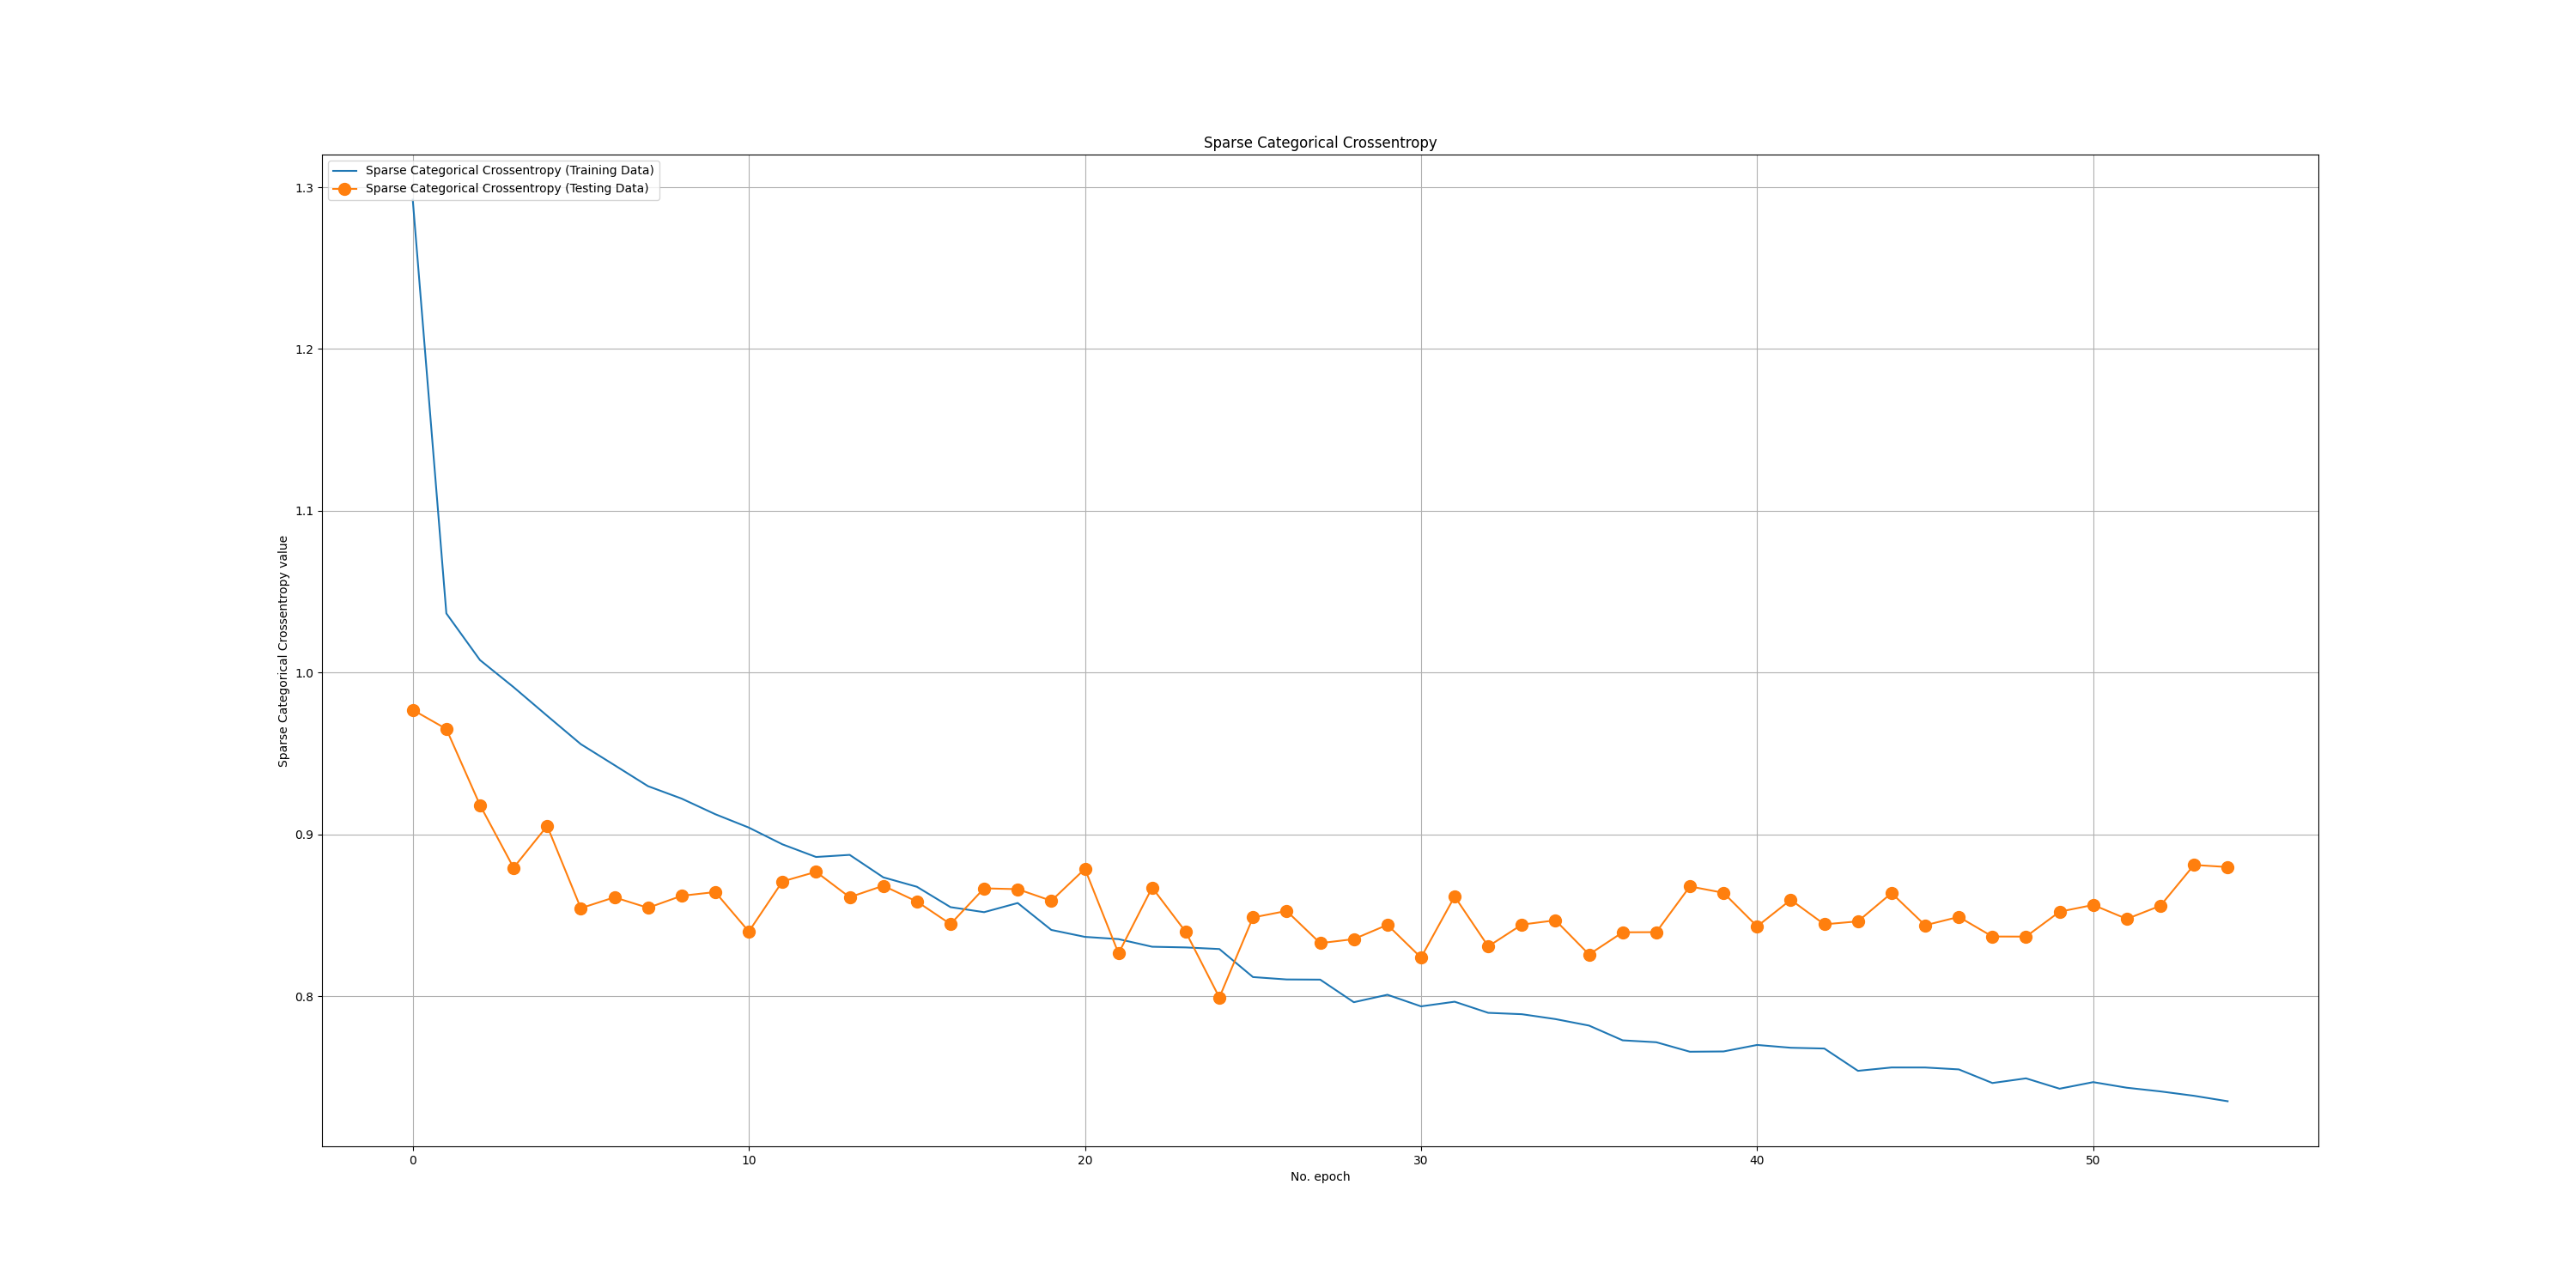 Sparse Categorical Crossentropy
Sparse Categorical Crossentropy (Training Data)
Sparse Categorical Crossentropy (Testing Data)
Sparse Categorical Crossentropy value
1.3
1.2
1.1
1.0
0.9
0.8
0 10 20 30 40 50
No. epoch